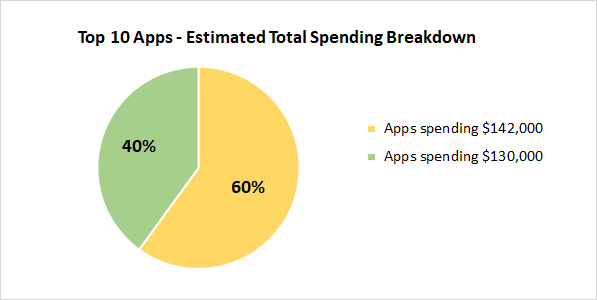 Top 10 Apps - Estimated Total Spending Breakdown
40%
60%
Apps spending $142,000
Apps spending $130,000